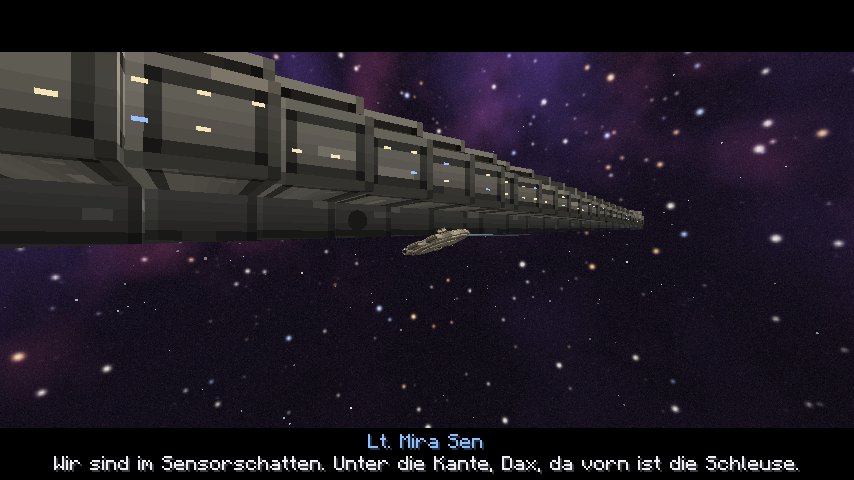 Lt. Mira Sen
Wir sind im Sensorschatten. Unter die Kante, Dax, da vorn ist die Schleuse.